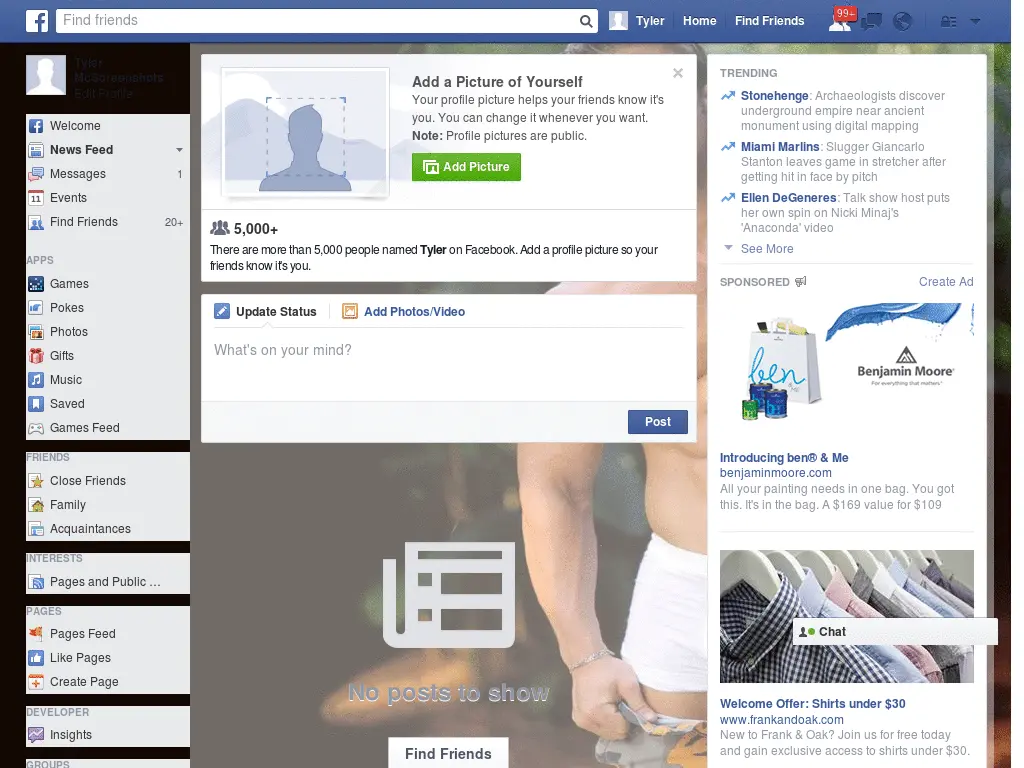 Find friends
Tyler
Home
Find Friends
99+
Tyler
McScreenshots
Edit Profile
Welcome
News Feed
Messages 1
11 Events
Find Friends 20+
APPS
Games
Pokes
Photos
Gifts
Music
Saved
Games Feed
FRIENDS
Close Friends
Family
Acquaintances
INTERESTS
Pages and Public ...
PAGES
Pages Feed
Like Pages
Create Page
DEVELOPER
Insights
GROUPS
Add a Picture of Yourself
Your profile picture helps your friends know it's
you. You can change it whenever you want.
Note: Profile pictures are public.
Add Picture
5,000+
There are more than 5,000 people named Tyler on Facebook. Add a profile picture so your
friends know it's you.
Update Status
Add Photos/Video
What's on your mind?
Post
No posts to show
Find Friends
TRENDING
Stonehenge: Archaeologists discover
underground empire near ancient
monument using digital mapping
Miami Marlins: Slugger Giancarlo
Stanton leaves game in stretcher after
getting hit in face by pitch
Ellen DeGeneres: Talk show host puts
her own spin on Nicki Minaj's
'Anaconda' video
See More
SPONSORED
Create Ad
ben
Benjamin Moore®
For everything that matters.®
Introducing ben® & Me
benjaminmoore.com
All your painting needs in one bag. You got
this. It's in the bag. A $169 value for $109
Chat
Welcome Offer: Shirts under $30
www.frankandoak.com
New to Frank & Oak? Join us for free today
and gain exclusive access to shirts under $30.